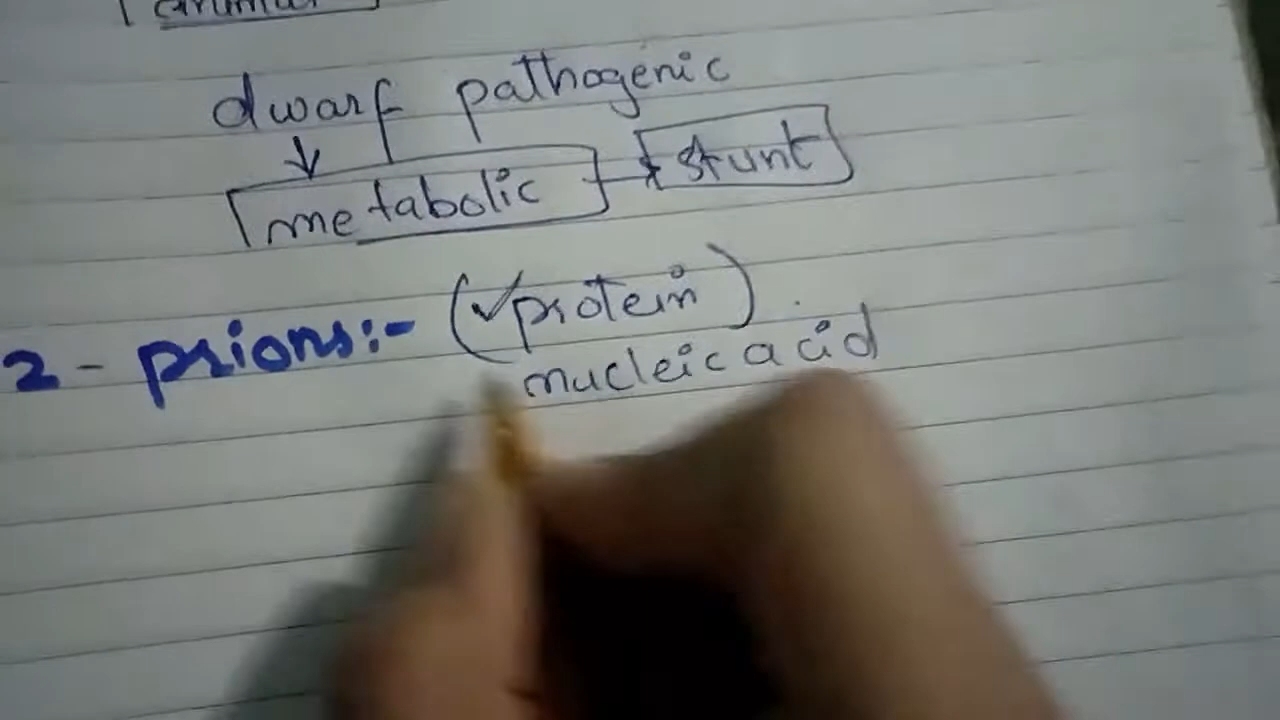 dwarf pathogenic
metabolic → stunt
2 - prions:- (✓protein)
nucleic acid